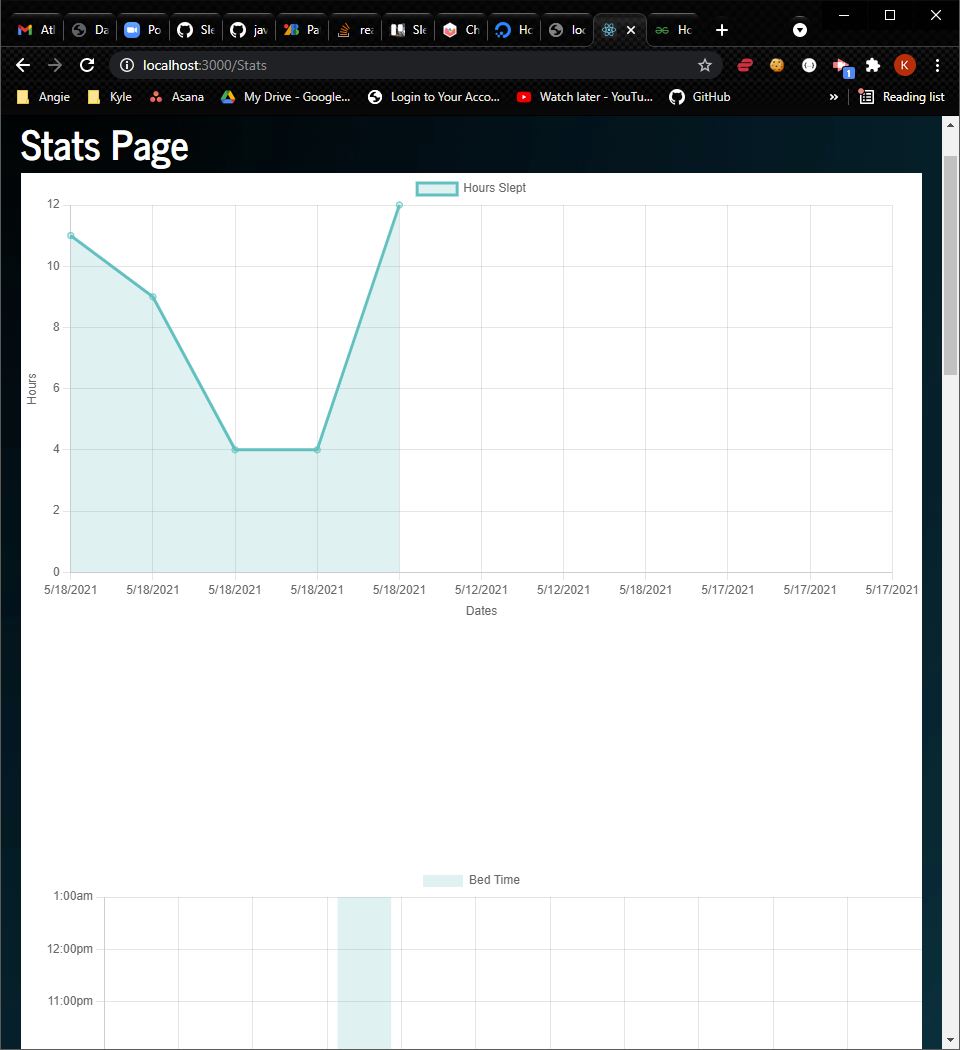 Atl Da Po Sle jav Pa rea Sle Ch Ho loc Ho
localhost:3000/Stats K
1
Angie Kyle Asana My Drive - Google... Login to Your Acco... Watch later - YouTu... GitHub » Reading list
Stats Page
Hours Slept
12
10
8
6
4
2
0
Hours
5/18/2021 5/18/2021 5/18/2021 5/18/2021 5/18/2021 5/12/2021 5/12/2021 5/18/2021 5/17/2021 5/17/2021 5/17/2021
Dates
Bed Time
1:00am
12:00pm
11:00pm